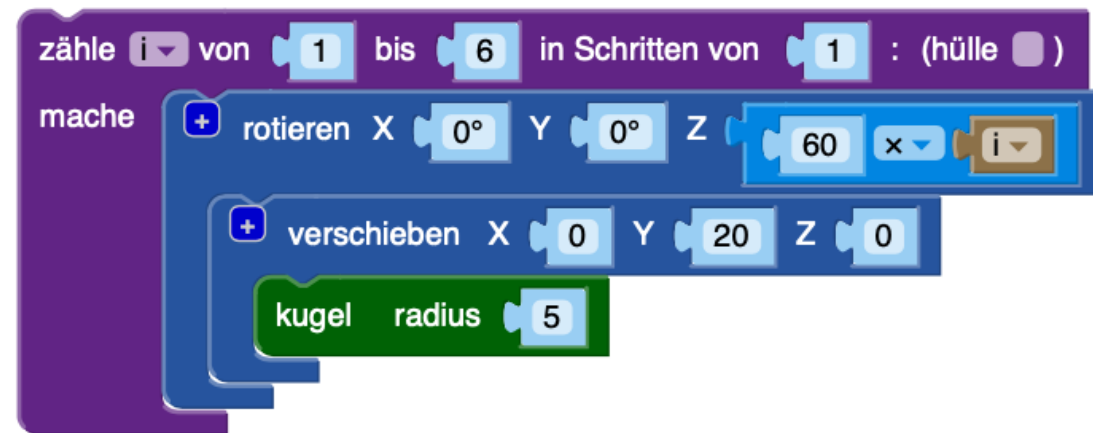 zähle i von 1 bis 6 in Schritten von 1 : (hülle )
mache + rotieren X 0° Y 0° Z 60 × i
+ verschieben X 0 Y 20 Z 0
kugel radius 5